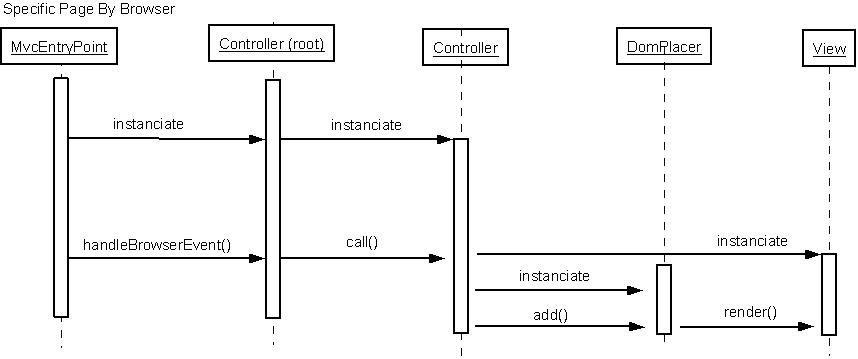 Specific Page By Browser
MvcEntryPoint
Controller (root)
Controller
DomPlacer
View
instanciate
instanciate
handleBrowserEvent()
call()
instanciate
instanciate
add()
render()